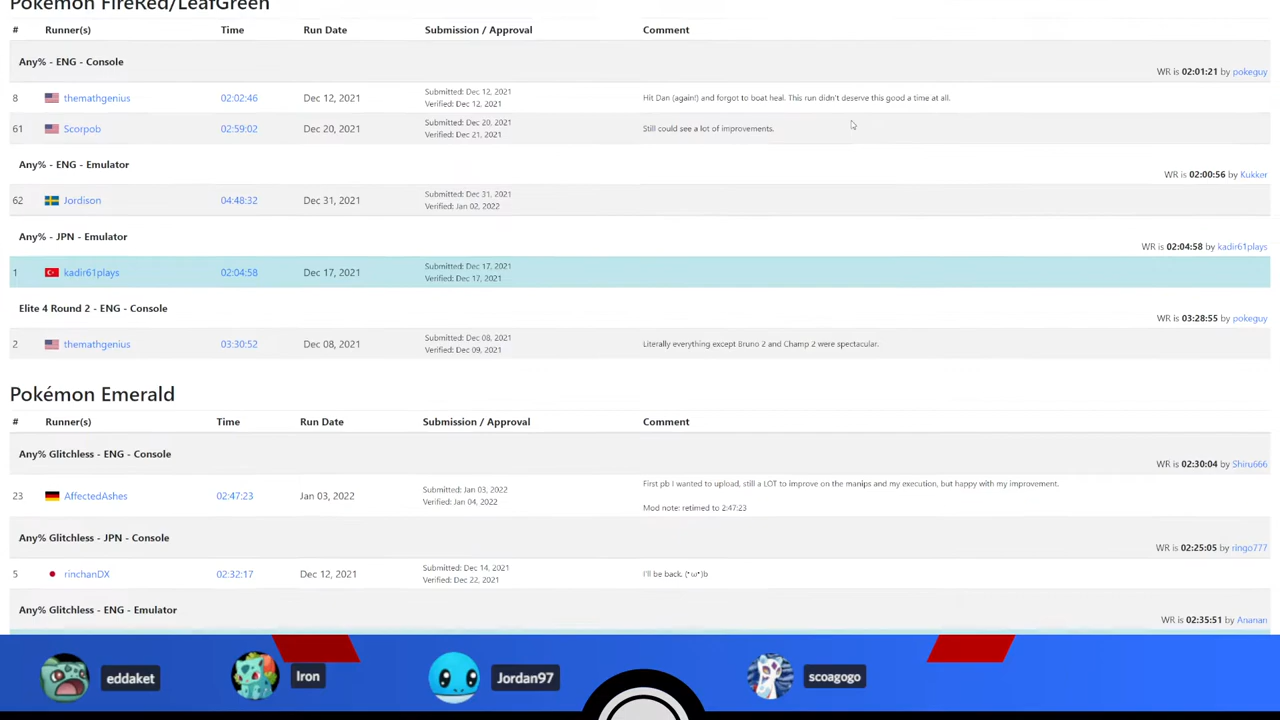 Pokémon FireRed/LeafGreen
# Runner(s) Time Run Date Submission / Approval Comment
Any% - ENG - Console
WR is 02:01:21 by pokeguy
8 themathgenius 02:02:46 Dec 12, 2021 Submitted: Dec 12, 2021 Hit Dan (again!) and forgot to boat heal. This run didn't deserve this good a time at all.
Verified: Dec 12, 2021
61 Scorpob 02:59:02 Dec 20, 2021 Submitted: Dec 20, 2021 Still could see a lot of improvements.
Verified: Dec 21, 2021
Any% - ENG - Emulator
WR is 02:00:56 by Kukker
62 Jordison 04:48:32 Dec 31, 2021 Submitted: Dec 31, 2021
Verified: Jan 02, 2022
Any% - JPN - Emulator
WR is 02:04:58 by kadir61plays
1 kadir61plays 02:04:58 Dec 17, 2021 Submitted: Dec 17, 2021
Verified: Dec 17, 2021
Elite 4 Round 2 - ENG - Console
WR is 03:28:55 by pokeguy
2 themathgenius 03:30:52 Dec 08, 2021 Submitted: Dec 08, 2021 Literally everything except Bruno 2 and Champ 2 were spectacular.
Verified: Dec 09, 2021
Pokémon Emerald
# Runner(s) Time Run Date Submission / Approval Comment
Any% Glitchless - ENG - Console
WR is 02:30:04 by Shiru666
23 AffectedAshes 02:47:23 Jan 03, 2022 Submitted: Jan 03, 2022 First pb I wanted to upload, still a LOT to improve on the manips and my execution, but happy with my improvement.
Verified: Jan 04, 2022
Mod note: retimed to 2:47:23
Any% Glitchless - JPN - Console
WR is 02:25:05 by ringo777
5 rinchanDX 02:32:17 Dec 12, 2021 Submitted: Dec 14, 2021 I'll be back. (•ω•)b
Verified: Dec 22, 2021
Any% Glitchless - ENG - Emulator
WR is 02:35:51 by Ananan
eddaket Iron Jordan97 scoagogo